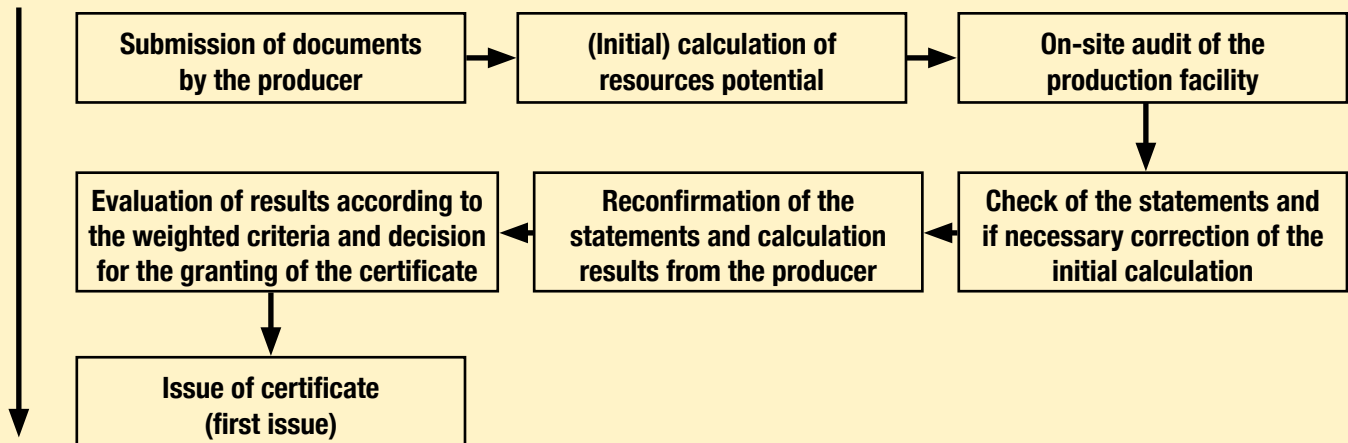 Submission of documents
by the producer
(Initial) calculation of
resources potential
On-site audit of the
production facility
Check of the statements and
if necessary correction of the
initial calculation
Reconfirmation of the
statements and calculation
results from the producer
Evaluation of results according to
the weighted criteria and decision
for the granting of the certificate
Issue of certificate
(first issue)